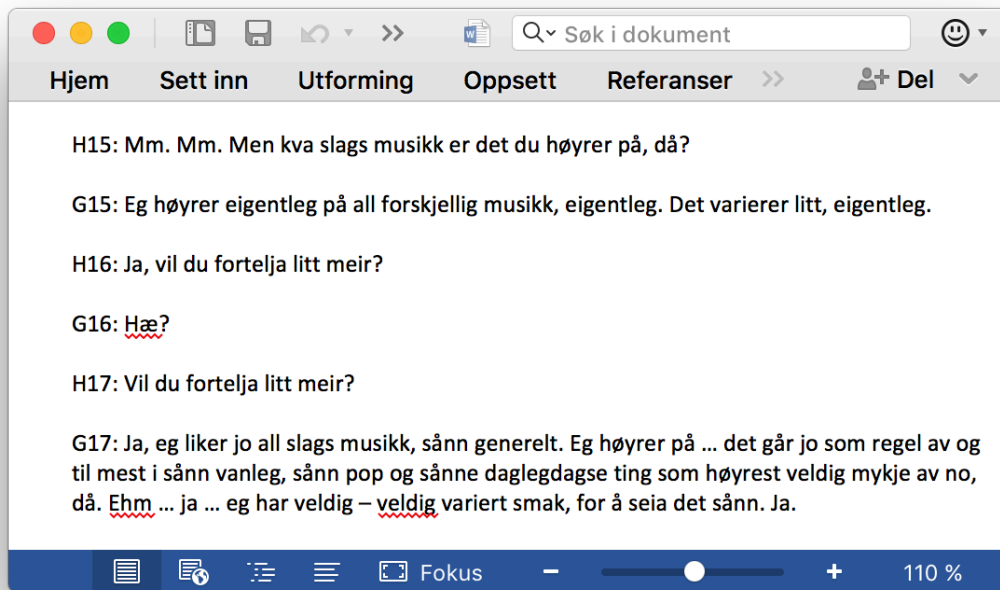 Søk i dokument
Hjem Sett inn Utforming Oppsett Referanser Del
H15: Mm. Mm. Men kva slags musikk er det du høyrer på, då?
G15: Eg høyrer eigentleg på all forskjellig musikk, eigentleg. Det varierer litt, eigentleg.
H16: Ja, vil du fortelja litt meir?
G16: Hæ?
H17: Vil du fortelja litt meir?
G17: Ja, eg liker jo all slags musikk, sånn generelt. Eg høyrer på … det går jo som regel av og
til mest i sånn vanleg, sånn pop og sånne daglegdagse ting som høyrest veldig mykje av no,
då. Ehm … ja … eg har veldig – veldig variert smak, for å seia det sånn. Ja.
Fokus 110 %